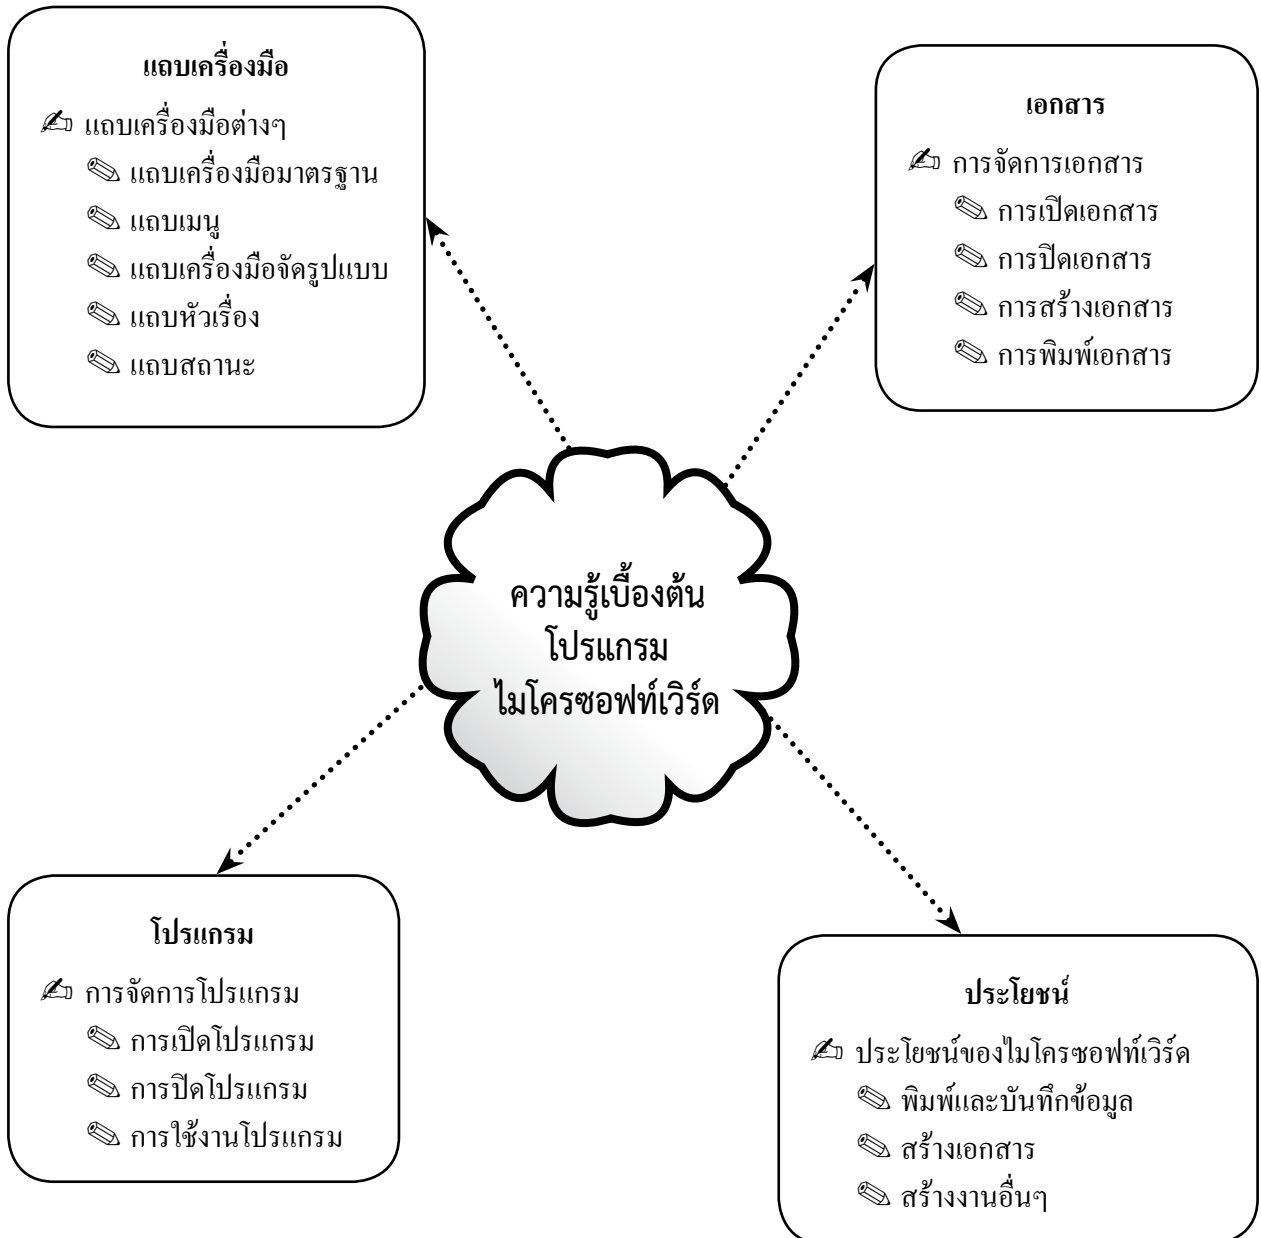 แถบเครื่องมือ
แถบเครื่องมือต่างๆ
แถบเครื่องมือมาตรฐาน
แถบเมนู
แถบเครื่องมือจัดรูปแบบ
แถบหัวเรื่อง
แถบสถานะ
เอกสาร
การจัดการเอกสาร
การเปิดเอกสาร
การปิดเอกสาร
การสร้างเอกสาร
การพิมพ์เอกสาร
ความรู้เบื้องต้น
โปรแกรม
ไมโครซอฟท์เวิร์ด
โปรแกรม
การจัดการโปรแกรม
การเปิดโปรแกรม
การปิดโปรแกรม
การใช้งานโปรแกรม
ประโยชน์
ประโยชน์ของไมโครซอฟท์เวิร์ด
พิมพ์และบันทึกข้อมูล
สร้างเอกสาร
สร้างงานอื่นๆ